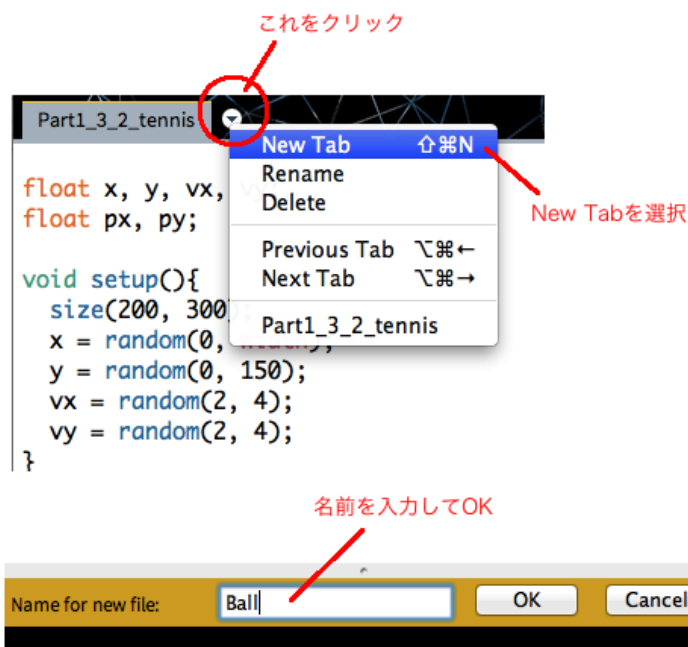 これをクリック
Part1_3_2_tennis
New Tab ⇧⌘N
Rename
Delete
Previous Tab ⌥⌘←
Next Tab ⌥⌘→
Part1_3_2_tennis
New Tabを選択
float x, y, vx,
float px, py;
void setup(){
size(200, 300);
x = random(0, width);
y = random(0, 150);
vx = random(2, 4);
vy = random(2, 4);
}
名前を入力してOK
Name for new file: Ball OK Cancel